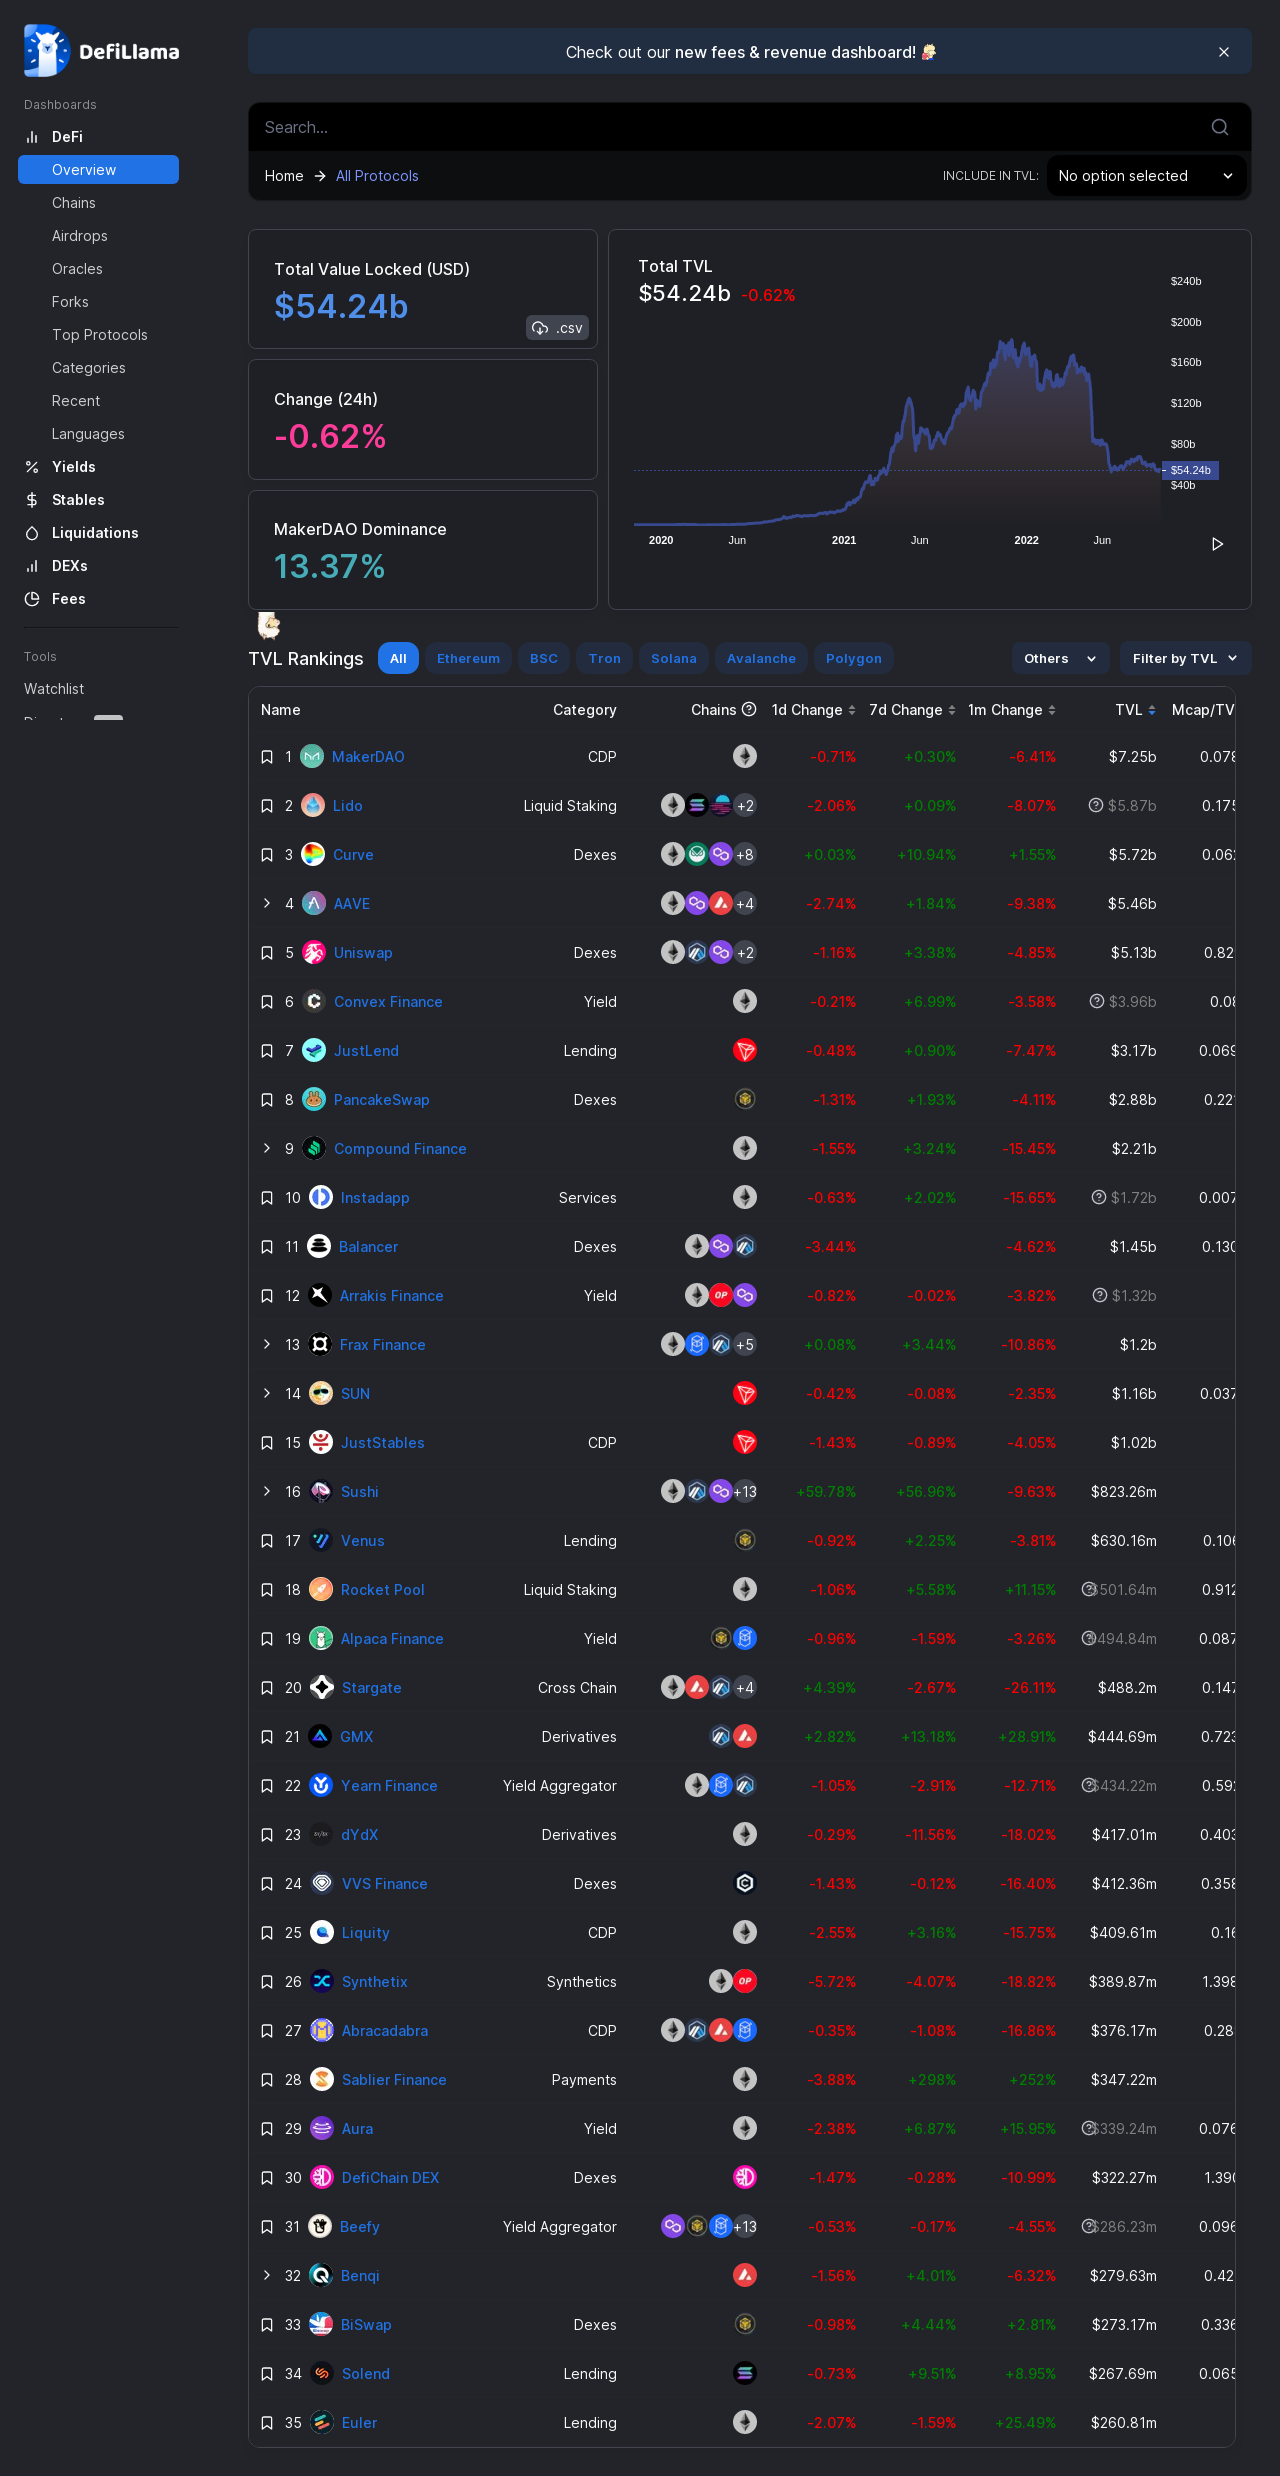 DefiLlama
Dashboards
DeFi
Overview
Chains
Airdrops
Oracles
Forks
Top Protocols
Categories
Recent
Languages
Yields
Stables
Liquidations
DEXs
Fees
Tools
Watchlist
Check out our new fees & revenue dashboard!
Search...
Home → All Protocols
INCLUDE IN TVL: No option selected
Total Value Locked (USD)
$54.24b
.csv
Change (24h)
-0.62%
MakerDAO Dominance
13.37%
Total TVL
$54.24b -0.62%
$240b
$200b
$160b
$120b
$80b
$54.24b
$40b
2020 Jun 2021 Jun 2022 Jun
TVL Rankings All Ethereum BSC Tron Solana Avalanche Polygon Others Filter by TVL
Name Category Chains 1d Change 7d Change 1m Change TVL Mcap/TV
1 MakerDAO CDP -0.71% +0.30% -6.41% $7.25b 0.078
2 Lido Liquid Staking +2 -2.06% +0.09% -8.07% $5.87b 0.175
3 Curve Dexes +8 +0.03% +10.94% +1.55% $5.72b 0.062
4 AAVE +4 -2.74% +1.84% -9.38% $5.46b
5 Uniswap Dexes +2 -1.16% +3.38% -4.85% $5.13b 0.82
6 Convex Finance Yield -0.21% +6.99% -3.58% $3.96b 0.08
7 JustLend Lending -0.48% +0.90% -7.47% $3.17b 0.069
8 PancakeSwap Dexes -1.31% +1.93% -4.11% $2.88b 0.221
9 Compound Finance -1.55% +3.24% -15.45% $2.21b
10 Instadapp Services -0.63% +2.02% -15.65% $1.72b 0.007
11 Balancer Dexes -3.44% -4.62% $1.45b 0.130
12 Arrakis Finance Yield OP -0.82% -0.02% -3.82% $1.32b
13 Frax Finance +5 +0.08% +3.44% -10.86% $1.2b
14 SUN -0.42% -0.08% -2.35% $1.16b 0.037
15 JustStables CDP -1.43% -0.89% -4.05% $1.02b
16 Sushi +13 +59.78% +56.96% -9.63% $823.26m
17 Venus Lending -0.92% +2.25% -3.81% $630.16m 0.106
18 Rocket Pool Liquid Staking -1.06% +5.58% +11.15% $501.64m 0.912
19 Alpaca Finance Yield -0.96% -1.59% -3.26% $494.84m 0.087
20 Stargate Cross Chain +4 +4.39% -2.67% -26.11% $488.2m 0.147
21 GMX Derivatives +2.82% +13.18% +28.91% $444.69m 0.723
22 Yearn Finance Yield Aggregator -1.05% -2.91% -12.71% $434.22m 0.592
23 dYdX Derivatives -0.29% -11.56% -18.02% $417.01m 0.403
24 VVS Finance Dexes -1.43% -0.12% -16.40% $412.36m 0.358
25 Liquity CDP -2.55% +3.16% -15.75% $409.61m 0.16
26 Synthetix Synthetics OP -5.72% -4.07% -18.82% $389.87m 1.398
27 Abracadabra CDP -0.35% -1.08% -16.86% $376.17m 0.28
28 Sablier Finance Payments -3.88% +298% +252% $347.22m
29 Aura Yield -2.38% +6.87% +15.95% $339.24m 0.076
30 DefiChain DEX Dexes -1.47% -0.28% -10.99% $322.27m 1.390
31 Beefy Yield Aggregator +13 -0.53% -0.17% -4.55% $286.23m 0.096
32 Benqi -1.56% +4.01% -6.32% $279.63m 0.42
33 BiSwap Dexes -0.98% +4.44% +2.81% $273.17m 0.336
34 Solend Lending -0.73% +9.51% +8.95% $267.69m 0.065
35 Euler Lending -2.07% -1.59% +25.49% $260.81m